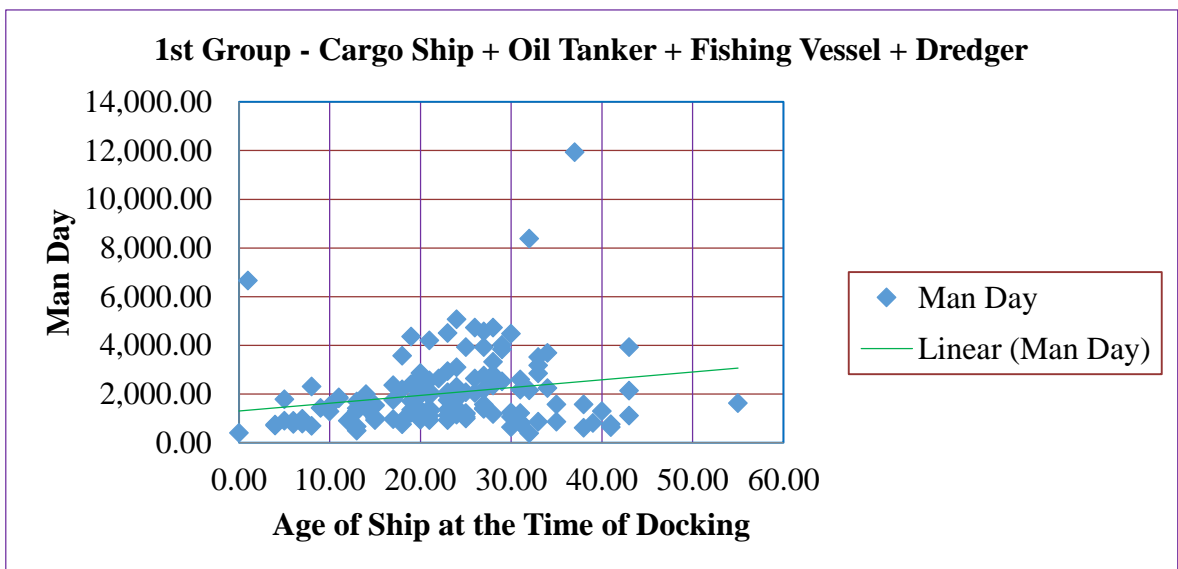 1st Group - Cargo Ship + Oil Tanker + Fishing Vessel + Dredger
14,000.00
12,000.00
10,000.00
8,000.00
6,000.00
4,000.00
2,000.00
0.00
Man Day
0.00 10.00 20.00 30.00 40.00 50.00 60.00
Age of Ship at the Time of Docking
Man Day
Linear (Man Day)